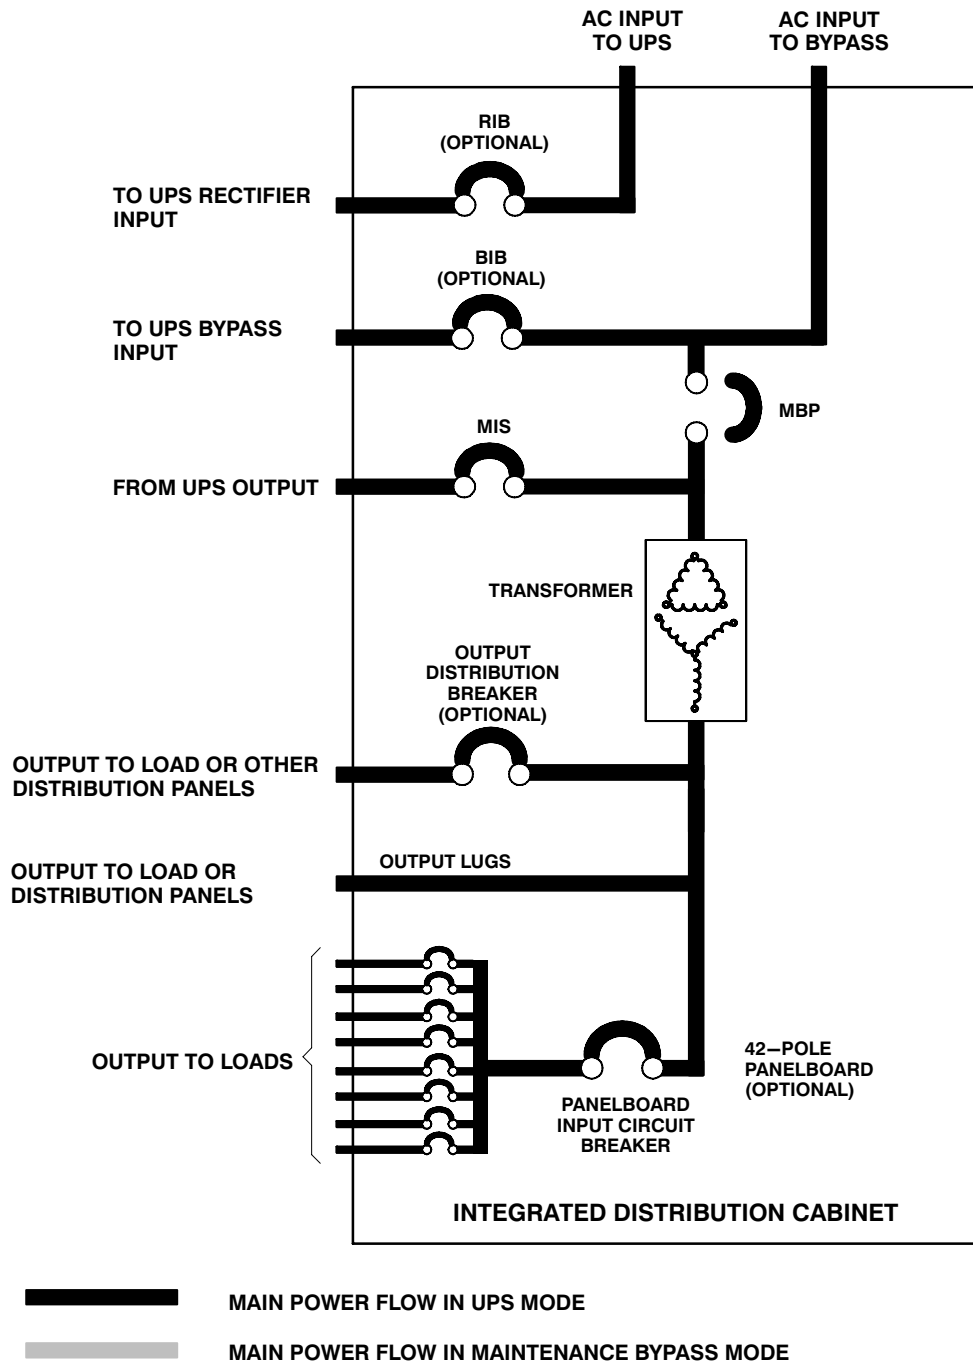 AC INPUT
TO UPS
AC INPUT
TO BYPASS
RIB
(OPTIONAL)
TO UPS RECTIFIER
INPUT
BIB
(OPTIONAL)
TO UPS BYPASS
INPUT
MBP
MIS
FROM UPS OUTPUT
TRANSFORMER
OUTPUT
DISTRIBUTION
BREAKER
(OPTIONAL)
OUTPUT TO LOAD OR OTHER
DISTRIBUTION PANELS
OUTPUT LUGS
OUTPUT TO LOAD OR
DISTRIBUTION PANELS
OUTPUT TO LOADS
42–POLE
PANELBOARD
(OPTIONAL)
PANELBOARD
INPUT CIRCUIT
BREAKER
INTEGRATED DISTRIBUTION CABINET
MAIN POWER FLOW IN UPS MODE
MAIN POWER FLOW IN MAINTENANCE BYPASS MODE